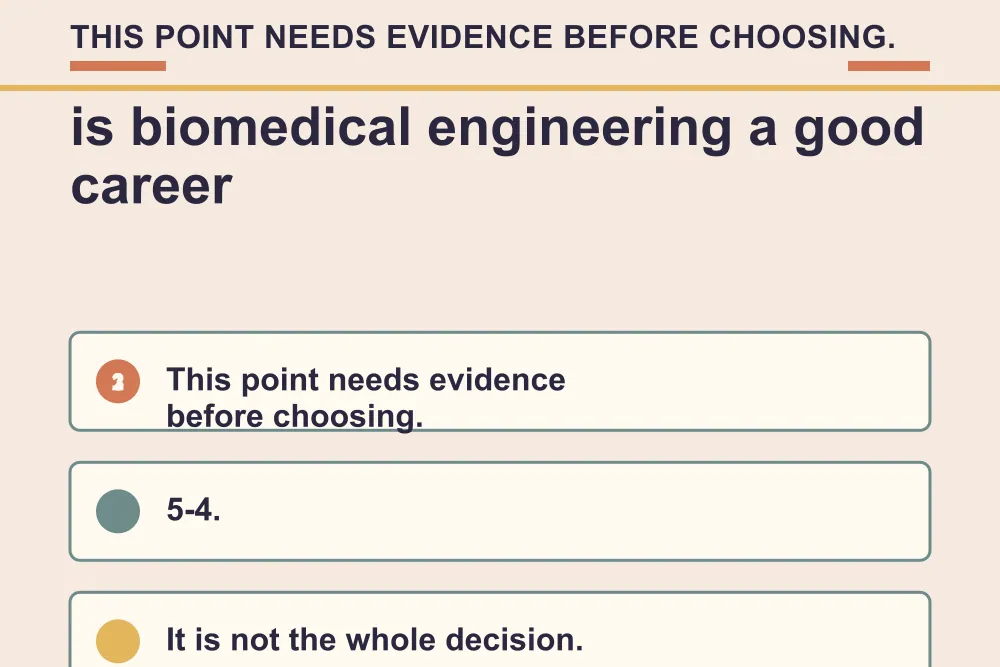 THIS POINT NEEDS EVIDENCE BEFORE CHOOSING.
is biomedical engineering a good
career
This point needs evidence
before choosing.
5-4.
It is not the whole decision.